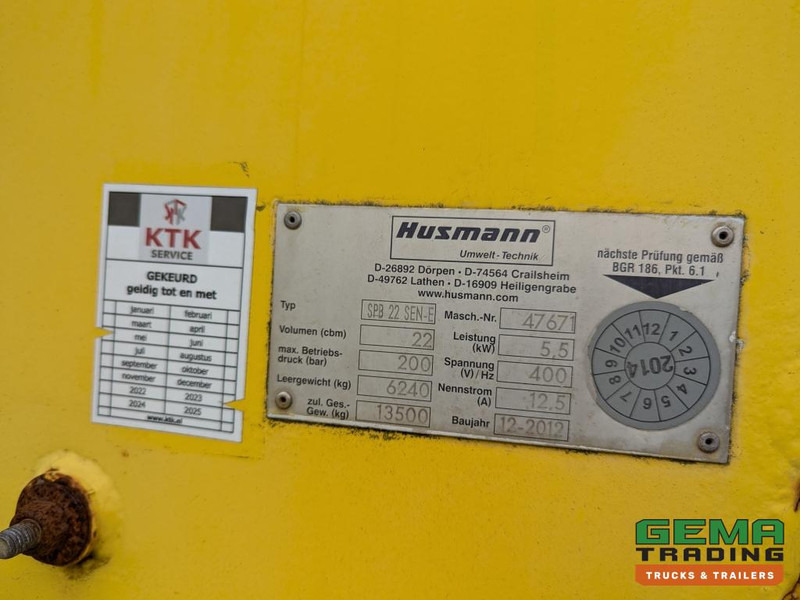 KTK
SERVICE
GEKEURD
geldig tot en met
januari februari
maart april
mei juni
juli augustus
september oktober
november december
2022 2023
2024 2025
www.ktk.nl
Husmann®
Umwelt-Technik
D-26892 Dörpen • D-74564 Crailsheim
D-49762 Lathen • D-16909 Heiligengrabe
www.husmann.com
nächste Prüfung gemäß
BGR 186, Pkt. 6.1
Typ SPB 22 SEN-E
Volumen (cbm) 22
max. Betriebs-
druck (bar) 200
Leergewicht (kg) 6240
zul. Ges.-
Gew. (kg) 13500
Masch.-Nr. 47671
Leistung
(kW) 5,5
Spannung
(V) / Hz 400
Nennstrom
(A) 12,5
Baujahr 12-2012
1 2 3 4 5 6 7 8 9 10 11 12
2014
GEMA
TRADING
TRUCKS & TRAILERS